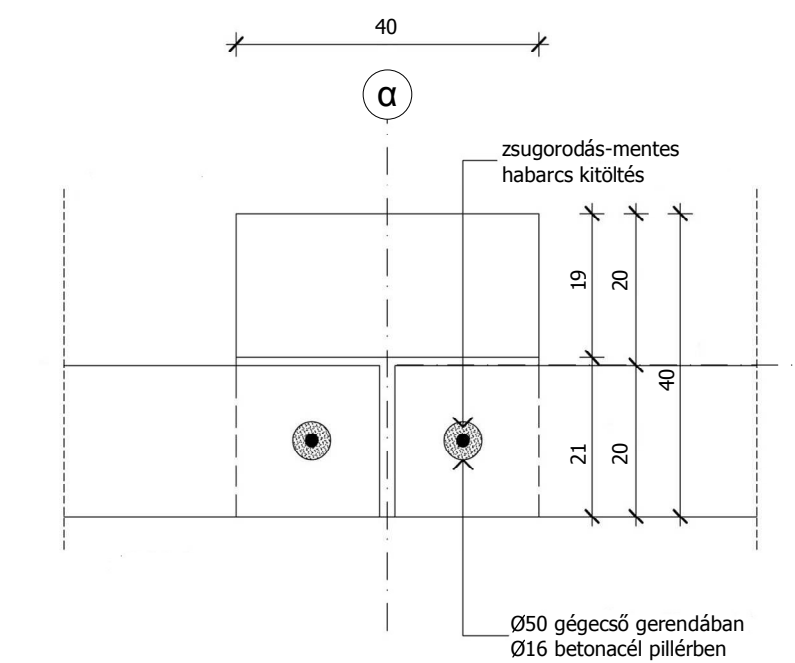 40
α
zsugorodás-mentes
habarcs kitöltés
19
20
40
21
20
Ø50 gégecső gerendában
Ø16 betonacél pillérben